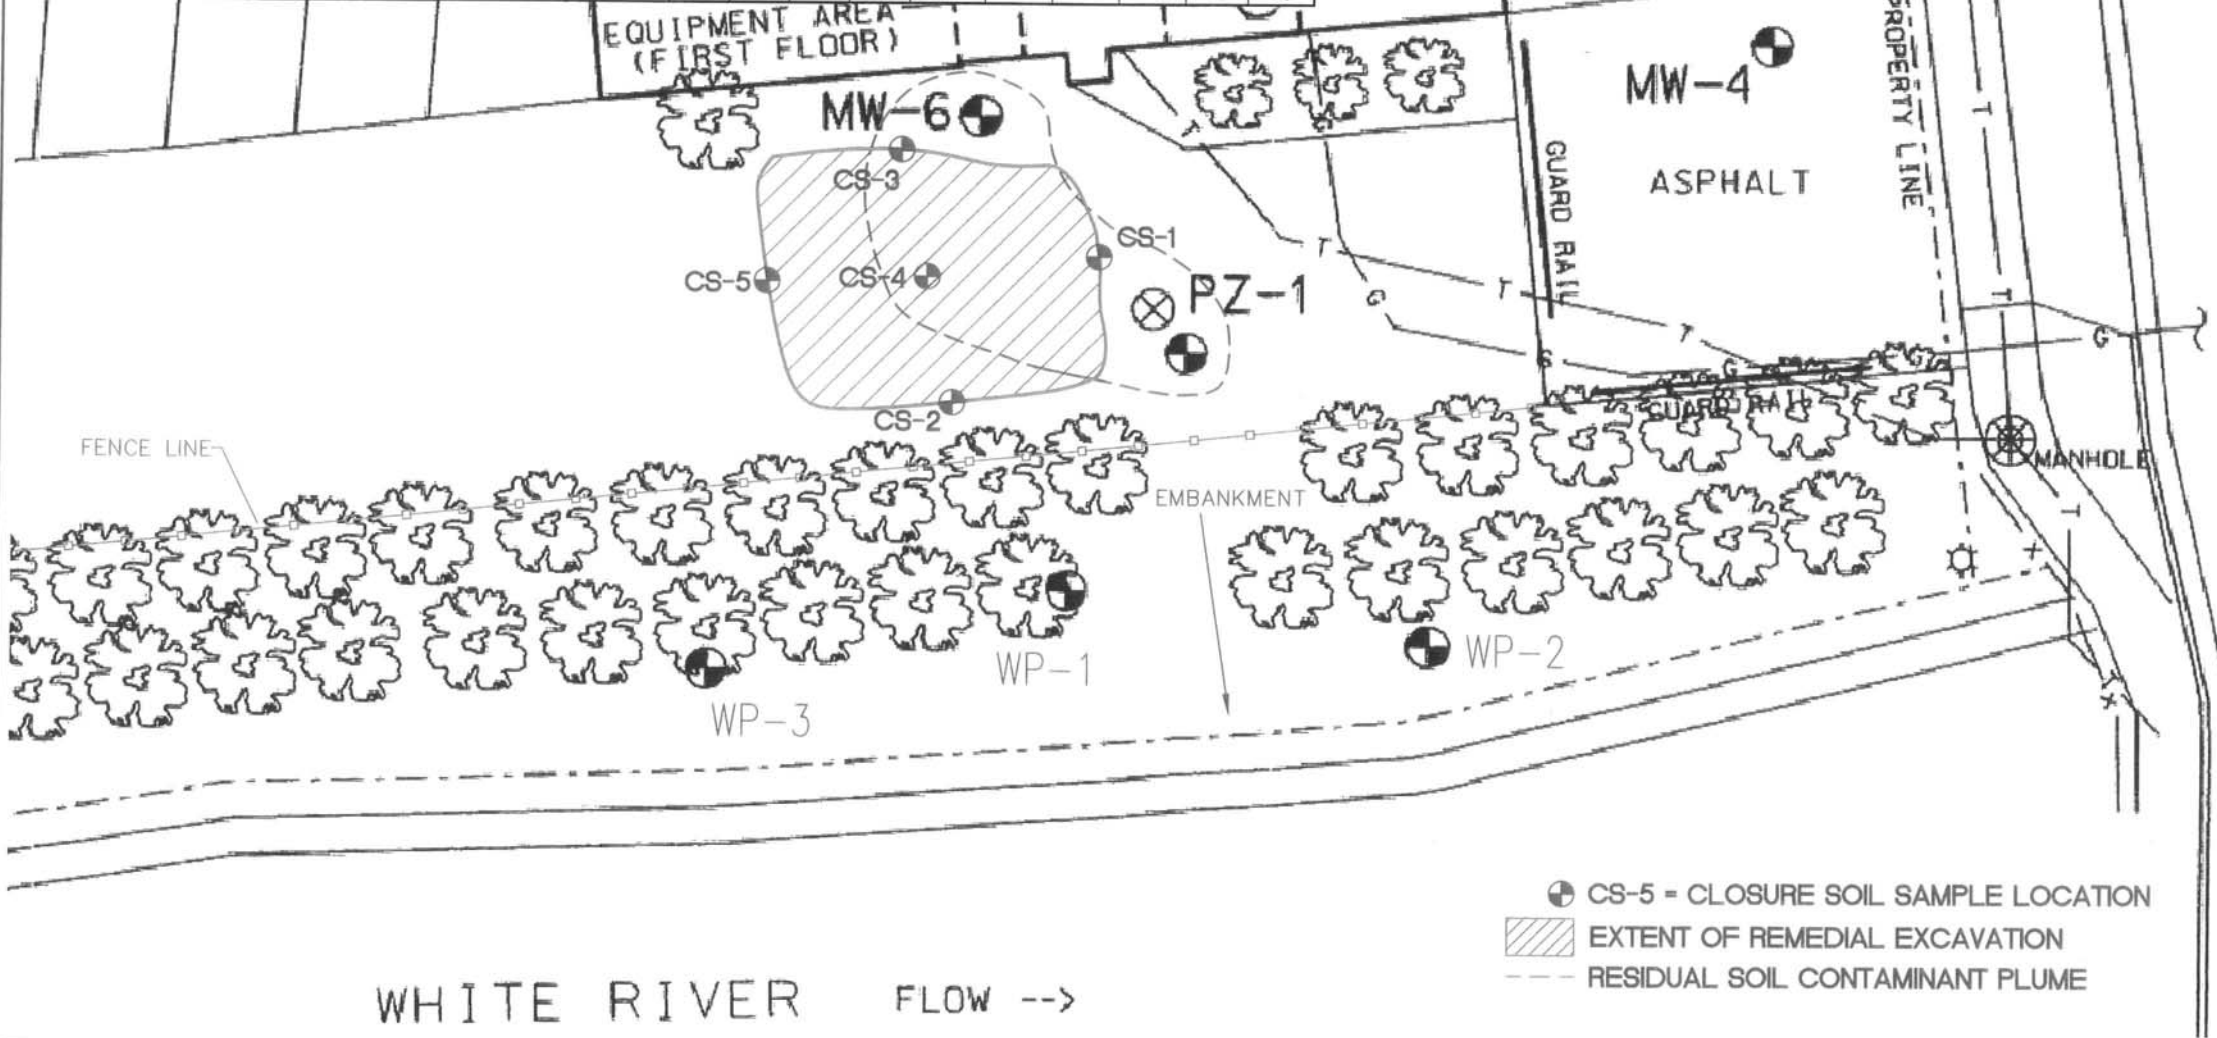 EQUIPMENT AREA
(FIRST FLOOR)
MW-6
MW-4
PROPERTY LINE
GUARD RAIL
ASPHALT
CS-3
CS-1
CS-5
CS-4
PZ-1
CS-2
T
T
T
T
T
T
T
G
G
G
G
G
G
GUARD RAIL
FENCE LINE
MANHOLE
EMBANKMENT
WP-1
WP-2
WP-3
CS-5 = CLOSURE SOIL SAMPLE LOCATION
EXTENT OF REMEDIAL EXCAVATION
RESIDUAL SOIL CONTAMINANT PLUME
WHITE RIVER FLOW -->